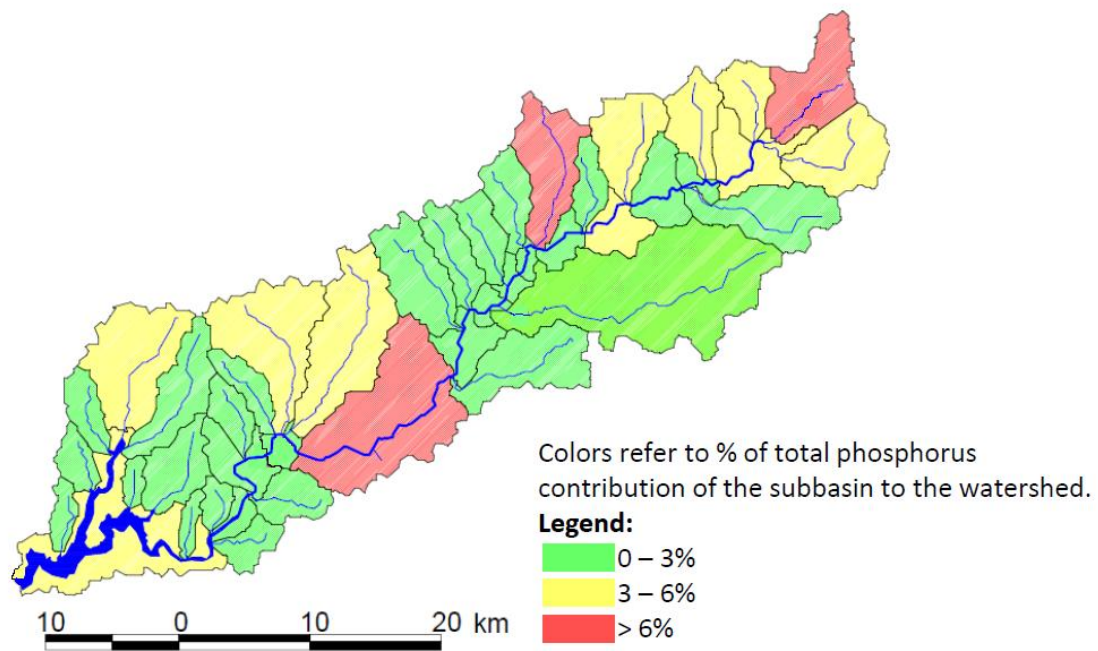 Colors refer to % of total phosphorus
contribution of the subbasin to the watershed.
Legend:
0 – 3%
3 – 6%
> 6%
10 0 10 20 km